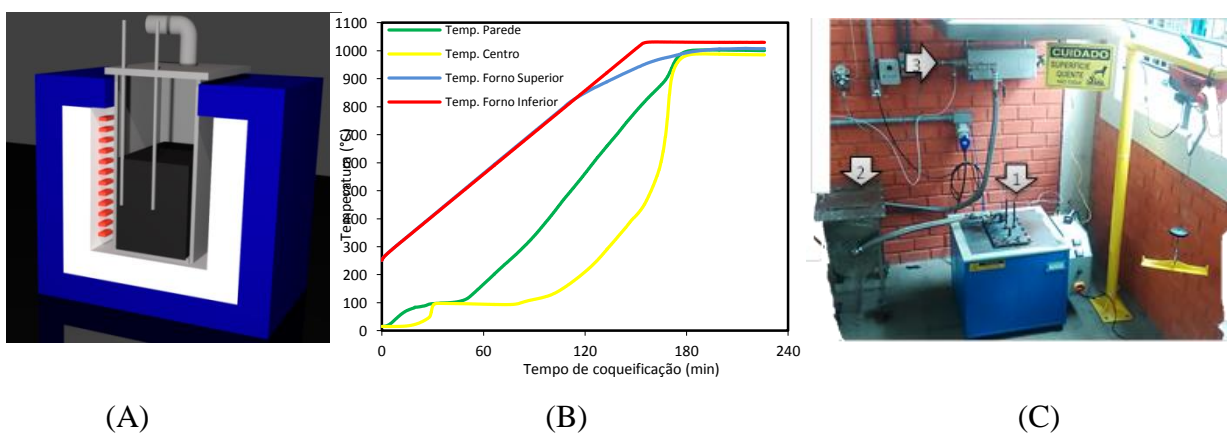 1100
1000
900
800
700
600
500
400
300
200
100
0
Temperatura (°C)
Temp. Parede
Temp. Centro
Temp. Forno Superior
Temp. Forno Inferior
0 60 120 180 240
Tempo de coqueificação (min)
3
CUIDADO
SUPERFÍCIE
QUENTE
2
1
(A) (B) (C)